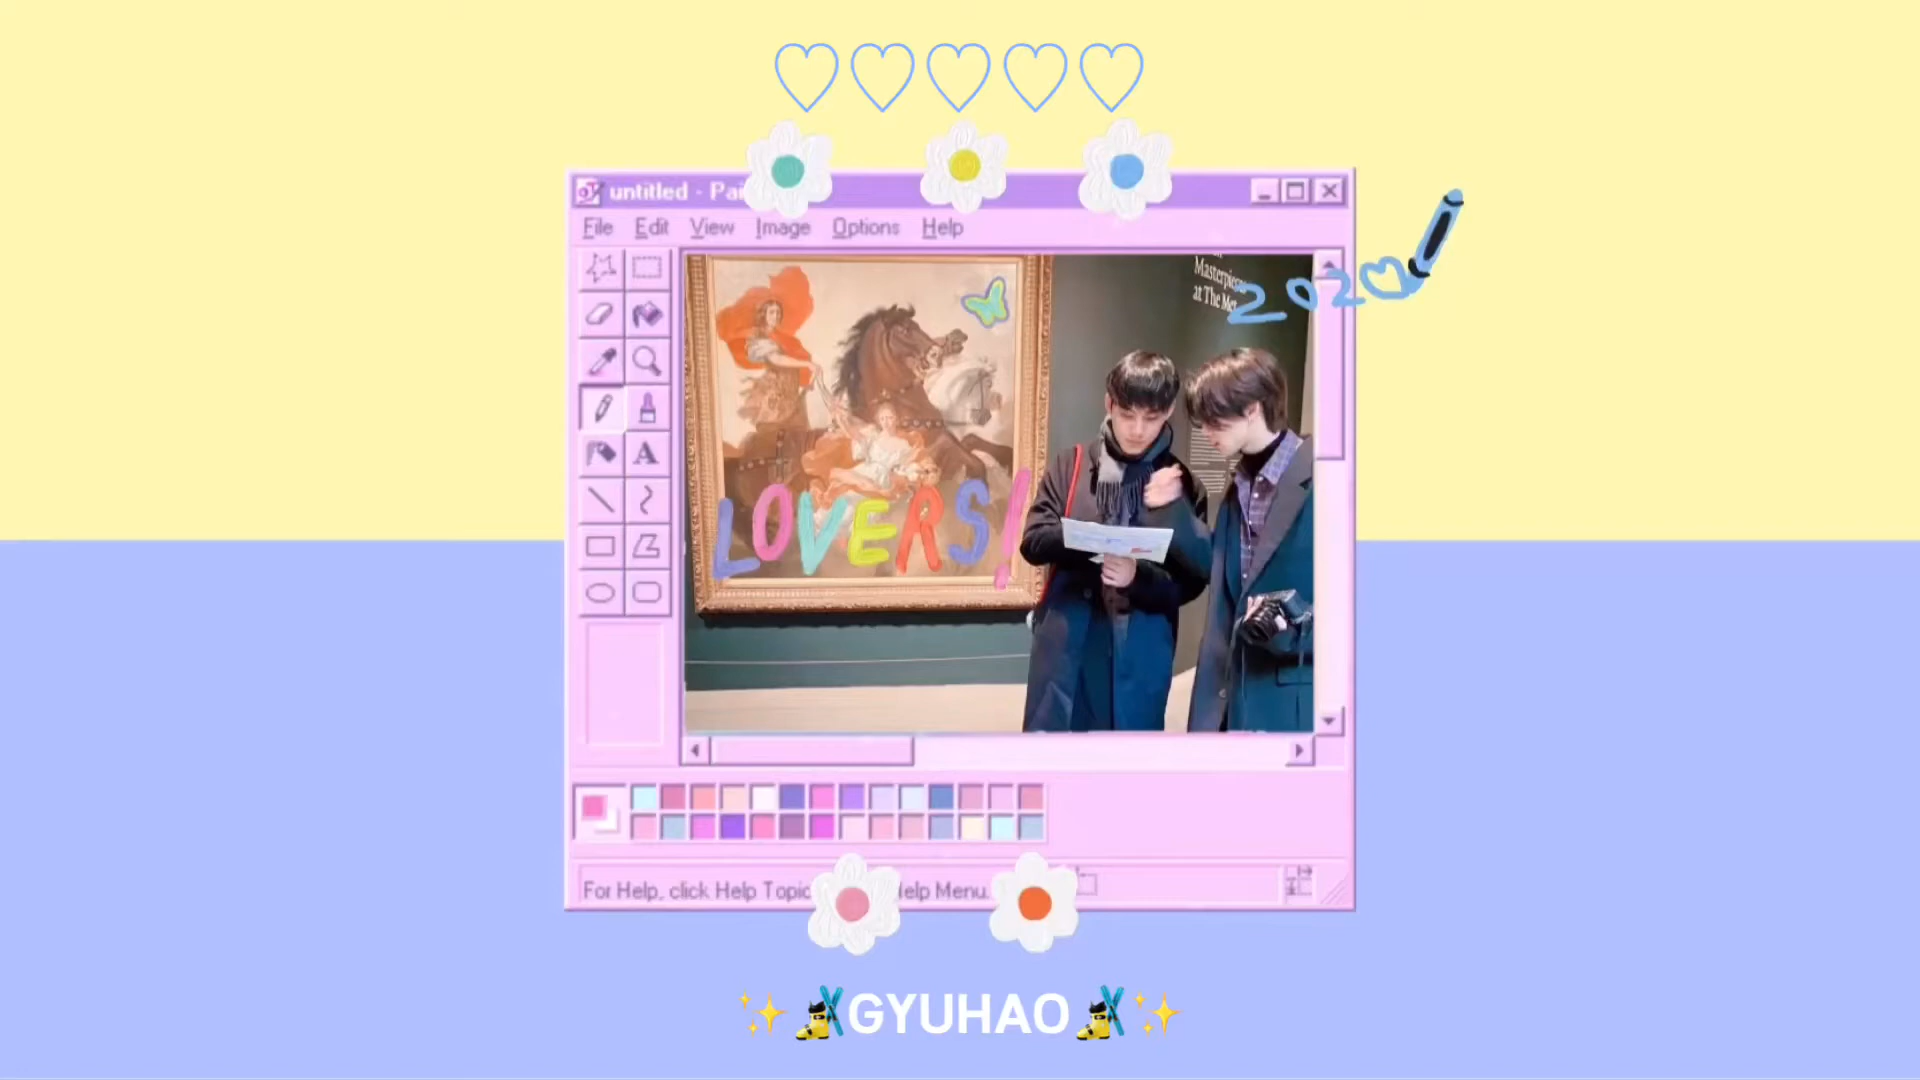 ♡♡♡♡♡
untitled - Pai
File Edit View Image Options Help
Masterpie
at The Met
2020
LOVERS!
A
For Help, click Help Topic elp Menu.
✨🎿GYUHAO🎿✨